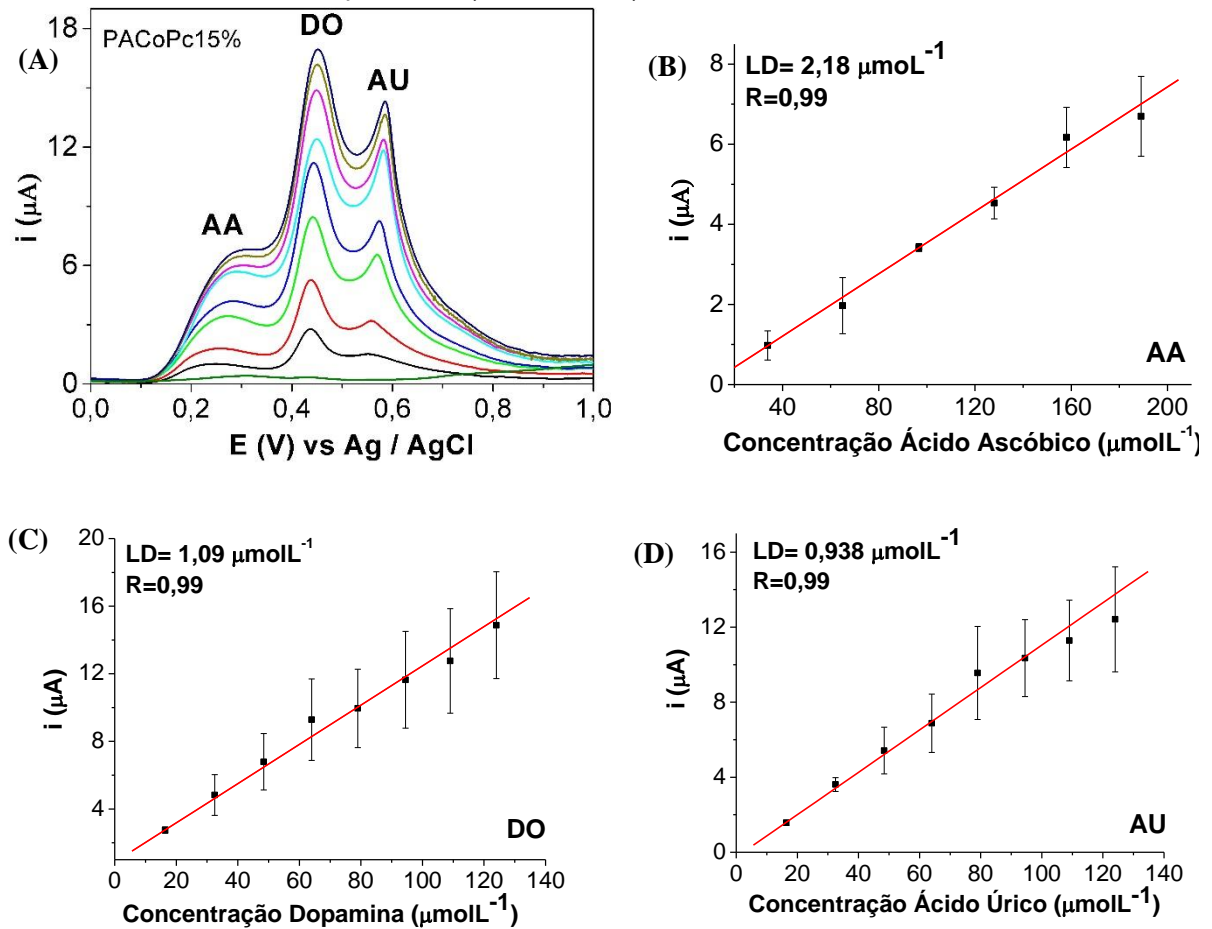 (A)
PACoPc15%
DO
AU
AA
18
12
6
0
i (µA)
0,0 0,2 0,4 0,6 0,8 1,0
E (V) vs Ag / AgCl
(B)
LD= 2,18 µmoL⁻¹
R=0,99
8
6
4
2
0
i (µA)
AA
40 80 120 160 200
Concentração Ácido Ascóbico (µmolL⁻¹)
(C)
LD= 1,09 µmolL⁻¹
R=0,99
20
16
12
8
4
i (µA)
DO
0 20 40 60 80 100 120 140
Concentração Dopamina (µmolL⁻¹)
(D)
LD= 0,938 µmolL⁻¹
R=0,99
16
12
8
4
0
i (µA)
AU
0 20 40 60 80 100 120 140
Concentração Ácido Úrico (µmolL⁻¹)